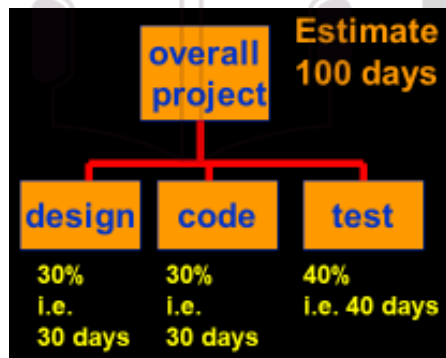 overall
project
Estimate
100 days
design
code
test
30%
i.e.
30 days
30%
i.e.
30 days
40%
i.e. 40 days